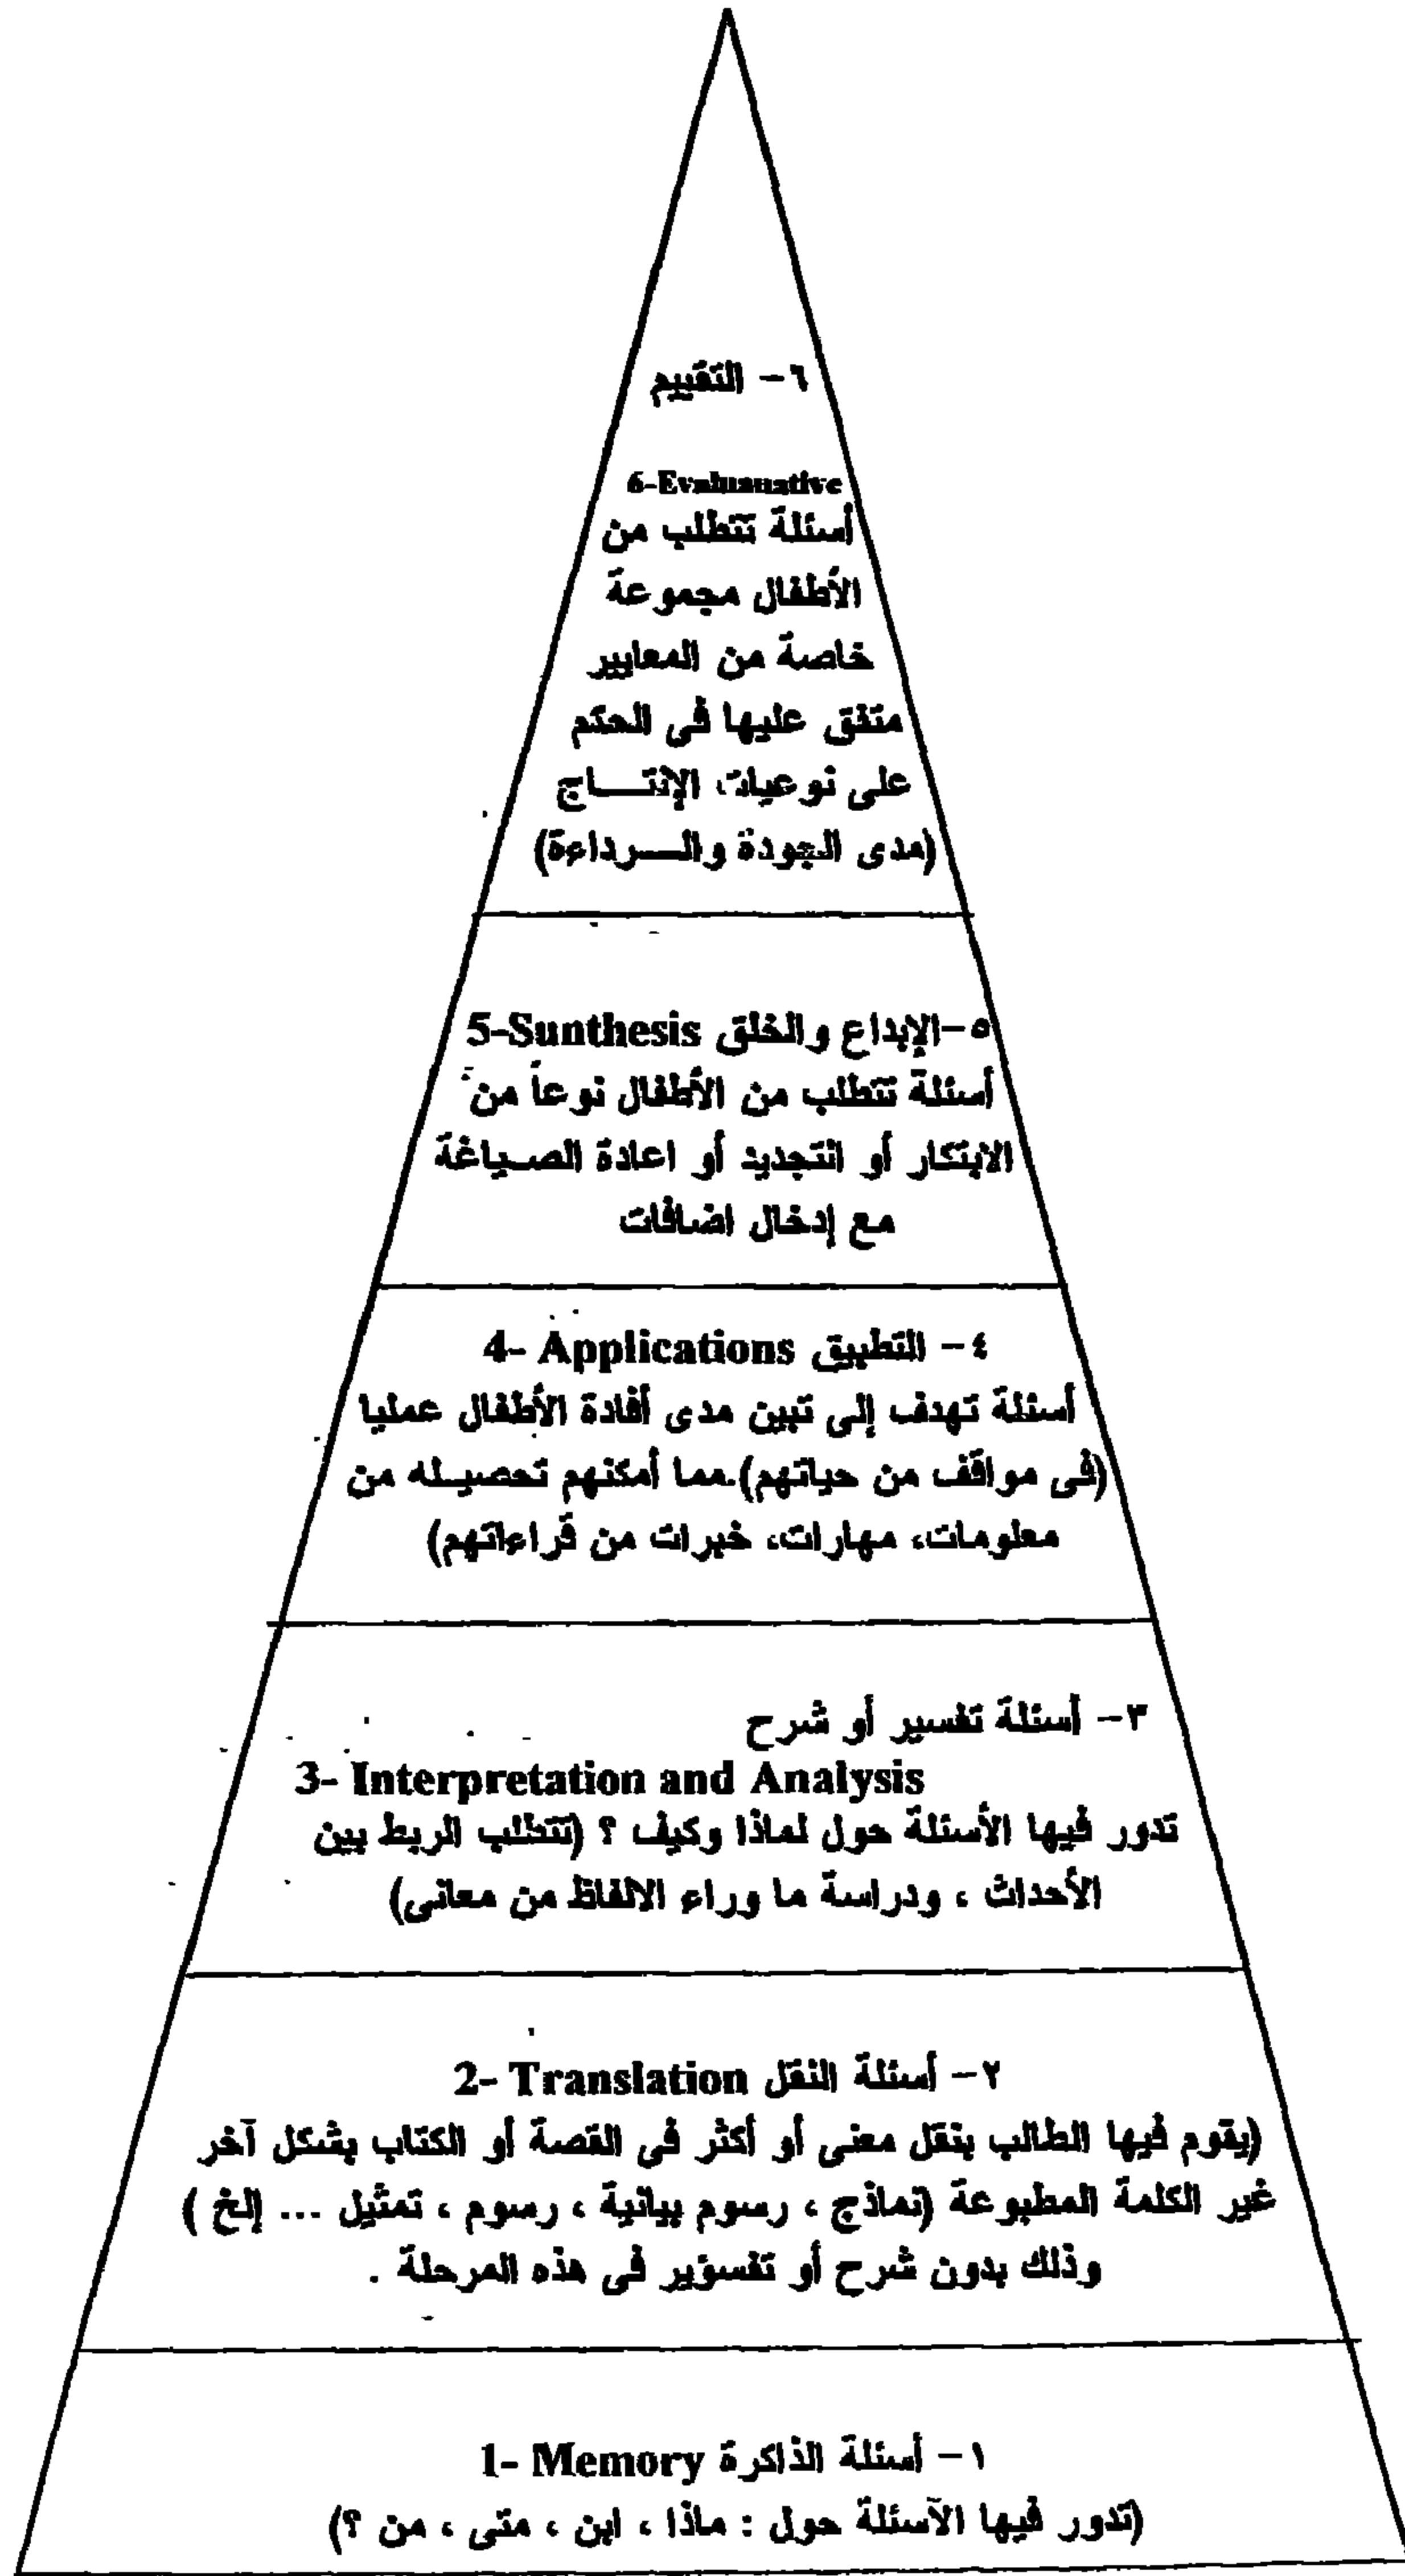 ٦- التقييم
6-Evaluauative
أسئلة تتطلب من
الأطفال مجموعة
خاصة من المعايير
متفق عليها فى الحكم
على نوعيات الإنتـــاج
(مدى الجودة والــــرداءة)
٥-الإبداع والخلق 5-Sunthesis
أسئلة تتطلب من الأطفال نوعاً من
الابتكار أو التجديد أو اعادة الصـياغة
مع إدخال اضافات
٤- التطبيق 4- Applications
أسئلة تهدف إلى تبين مدى أفادة الأطفال عمليا
(فى مواقف من حياتهم) مما أمكنهم تحصيـله من
معلومات، مهارات، خبرات من قراءاتهم)
٣- أسئلة تفسير أو شرح
3- Interpretation and Analysis
تدور فيها الأسئلة حول لماذا وكيف ؟ (تتطلب الربط بين
الأحداث ، ودراسة ما وراء الالفاظ من معانى)
٢- أسئلة النقل 2- Translation
(يقوم فيها الطالب بنقل معنى أو أكثر فى القصة أو الكتاب بشكل آخر
غير الكلمة المطبوعة (نماذج ، رسوم بيانية ، رسوم ، تمثيل ... إلخ )
وذلك بدون شرح أو تفسؤير فى هذه المرحلة .
١- أسئلة الذاكرة 1- Memory
(تدور فيها الآسئلة حول : ماذا ، اين ، متى ، من ؟)